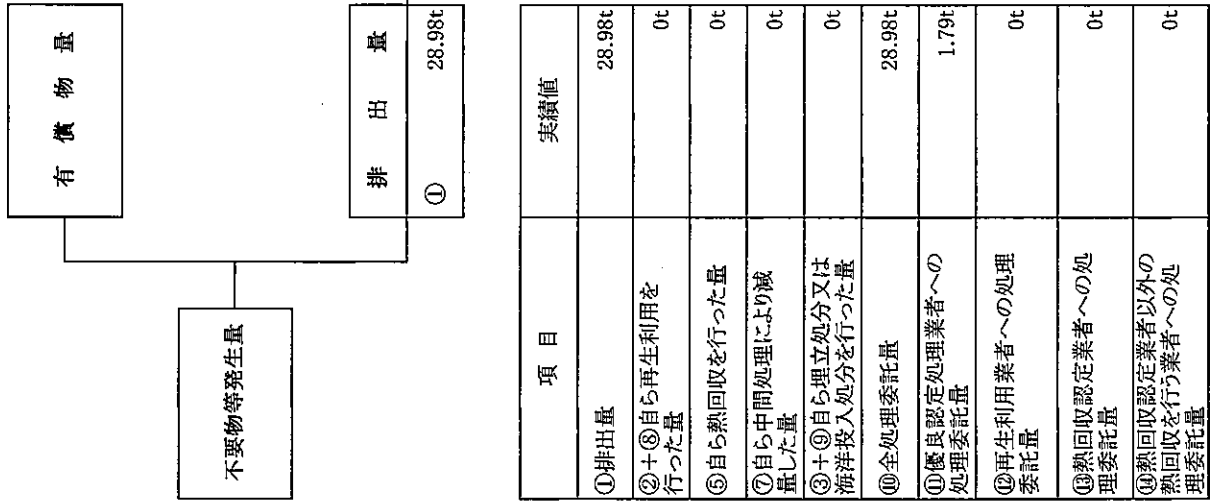 有償物量
不要物等発生量
排出量
① 28.98t
項目 実績値
①排出量 28.98t
②+⑧自ら再生利用を
行った量 0t
⑤自ら熱回収を行った量 0t
⑦自ら中間処理により減
量した量 0t
③+⑨自ら埋立処分又は
海洋投入処分を行った量 0t
⑩全処理委託量 28.98t
⑪優良認定処理業者への
処理委託量 1.79t
⑫再生利用業者への処理
委託量 0t
⑬熱回収認定業者への処
理委託量 0t
⑭熱回収認定業者以外の
熱回収を行う業者への処
理委託量 0t